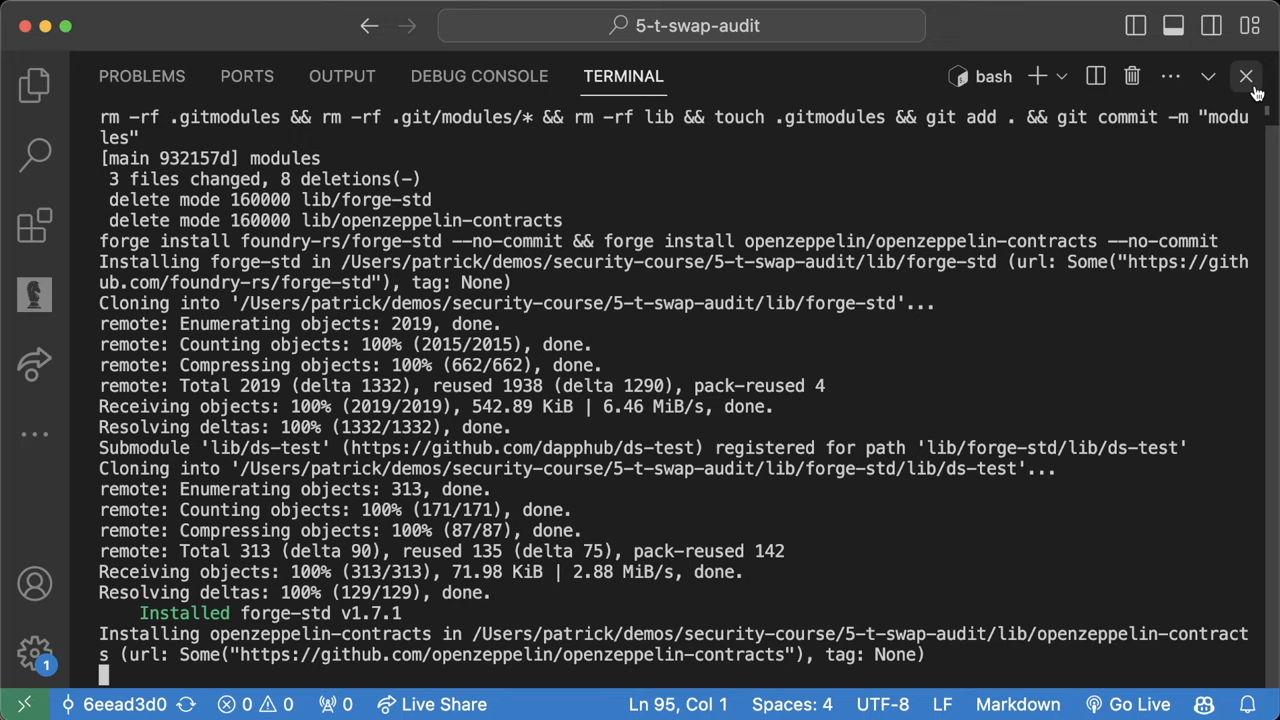 5-t-swap-audit
PROBLEMS PORTS OUTPUT DEBUG CONSOLE TERMINAL bash
rm -rf .gitmodules && rm -rf .git/modules/* && rm -rf lib && touch .gitmodules && git add . && git commit -m "modu
les"
[main 932157d] modules
3 files changed, 8 deletions(-)
delete mode 160000 lib/forge-std
delete mode 160000 lib/openzeppelin-contracts
forge install foundry-rs/forge-std --no-commit && forge install openzeppelin/openzeppelin-contracts --no-commit
Installing forge-std in /Users/patrick/demos/security-course/5-t-swap-audit/lib/forge-std (url: Some("https://gith
ub.com/foundry-rs/forge-std"), tag: None)
Cloning into '/Users/patrick/demos/security-course/5-t-swap-audit/lib/forge-std'...
remote: Enumerating objects: 2019, done.
remote: Counting objects: 100% (2015/2015), done.
remote: Compressing objects: 100% (662/662), done.
remote: Total 2019 (delta 1332), reused 1938 (delta 1290), pack-reused 4
Receiving objects: 100% (2019/2019), 542.89 KiB | 6.46 MiB/s, done.
Resolving deltas: 100% (1332/1332), done.
Submodule 'lib/ds-test' (https://github.com/dapphub/ds-test) registered for path 'lib/forge-std/lib/ds-test'
Cloning into '/Users/patrick/demos/security-course/5-t-swap-audit/lib/forge-std/lib/ds-test'...
remote: Enumerating objects: 313, done.
remote: Counting objects: 100% (171/171), done.
remote: Compressing objects: 100% (87/87), done.
remote: Total 313 (delta 90), reused 135 (delta 75), pack-reused 142
Receiving objects: 100% (313/313), 71.98 KiB | 2.88 MiB/s, done.
Resolving deltas: 100% (129/129), done.
Installed forge-std v1.7.1
Installing openzeppelin-contracts in /Users/patrick/demos/security-course/5-t-swap-audit/lib/openzeppelin-contract
s (url: Some("https://github.com/openzeppelin/openzeppelin-contracts"), tag: None)
1
6eead3d0 0 0 0 Live Share Ln 95, Col 1 Spaces: 4 UTF-8 LF Markdown Go Live